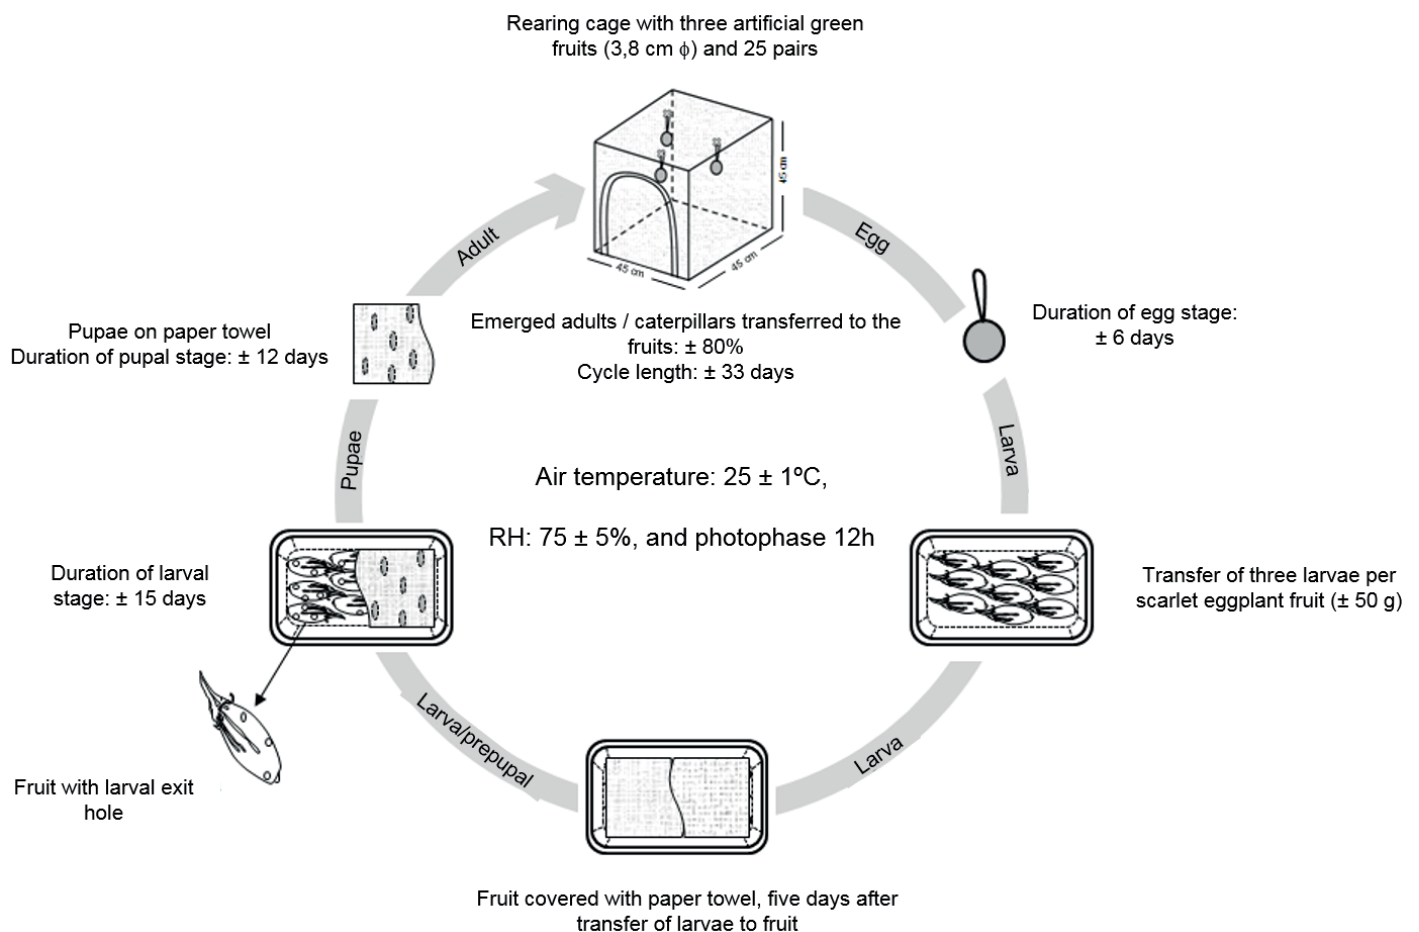 Rearing cage with three artificial green
fruits (3,8 cm ϕ) and 25 pairs
45 cm
45 cm
45 cm
Adult
Egg
Duration of egg stage:
± 6 days
Pupae on paper towel
Duration of pupal stage: ± 12 days
Emerged adults / caterpillars transferred to the
fruits: ± 80%
Cycle length: ± 33 days
Pupae
Larva
Air temperature: 25 ± 1ºC,
RH: 75 ± 5%, and photophase 12h
Duration of larval
stage: ± 15 days
Transfer of three larvae per
scarlet eggplant fruit (± 50 g)
Larva/prepupal
Larva
Fruit with larval exit
hole
Fruit covered with paper towel, five days after
transfer of larvae to fruit